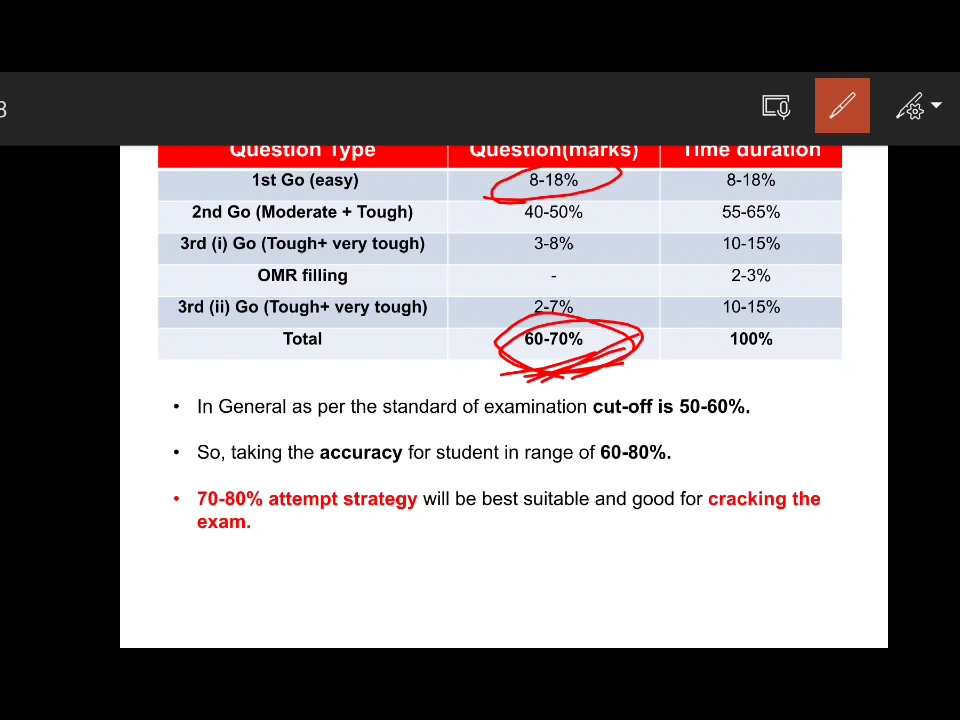 3
Question Type Question(marks) Time duration
1st Go (easy) 8-18% 8-18%
2nd Go (Moderate + Tough) 40-50% 55-65%
3rd (i) Go (Tough+ very tough) 3-8% 10-15%
OMR filling - 2-3%
3rd (ii) Go (Tough+ very tough) 2-7% 10-15%
Total 60-70% 100%
• In General as per the standard of examination cut-off is 50-60%.
• So, taking the accuracy for student in range of 60-80%.
• 70-80% attempt strategy will be best suitable and good for cracking the
exam.